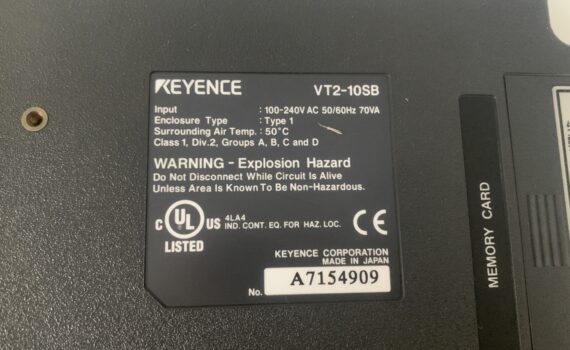 KEYENCE VT2-10SB
Input : 100-240V AC 50/60Hz 70VA
Enclosure Type : Type 1
Surrounding Air Temp. : 50°C
Class 1, Div.2, Groups A, B, C and D
WARNING - Explosion Hazard
Do Not Disconnect While Circuit Is Alive
Unless Area Is Known To Be Non-Hazardous.
C UL US LISTED
4LA4
IND. CONT. EQ. FOR HAZ. LOC.
CE
KEYENCE CORPORATION
MADE IN JAPAN
No. A7154909
MEMORY CARD